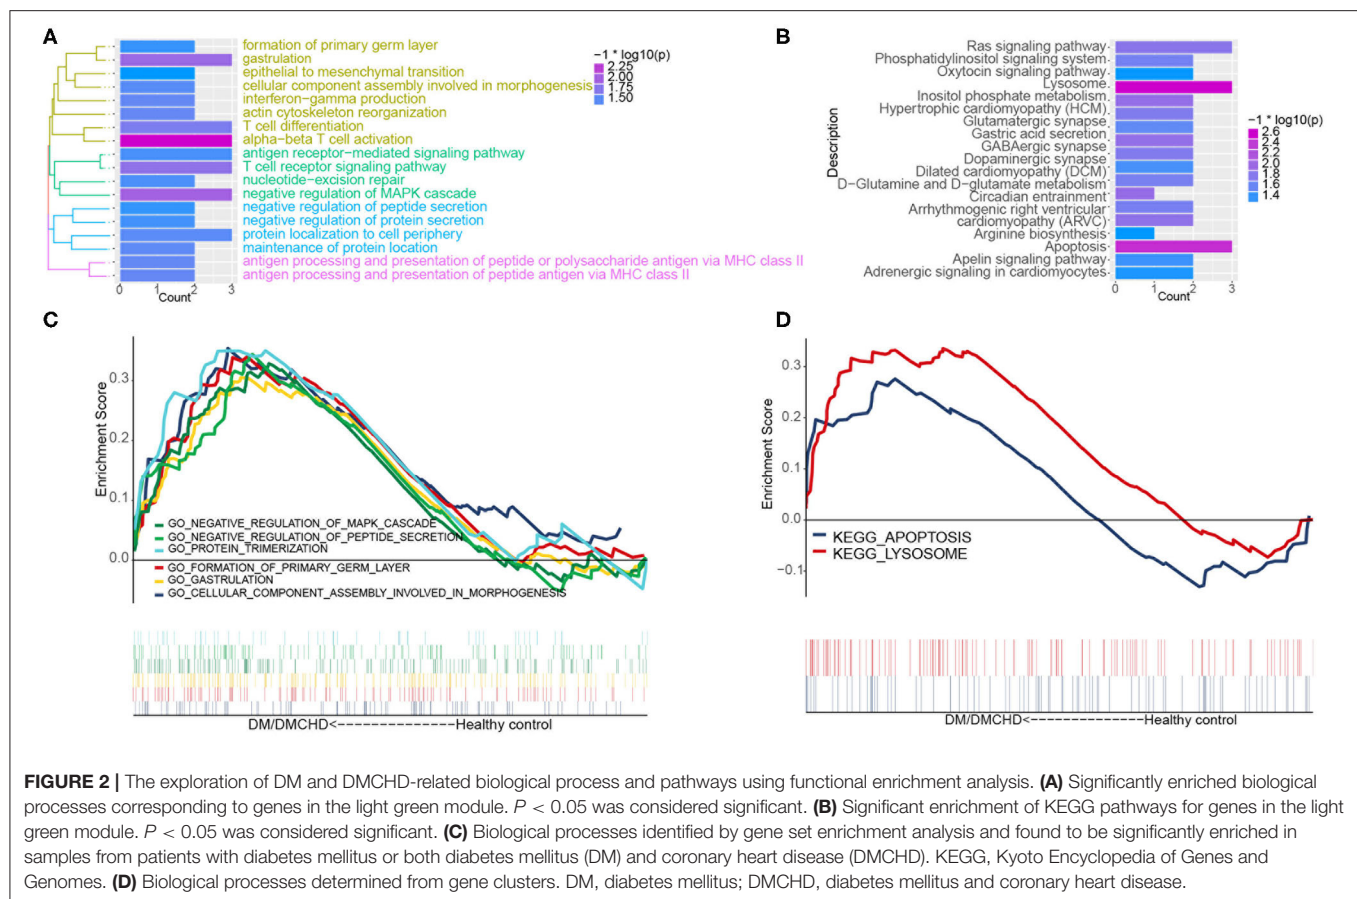 A
formation of primary germ layer
gastrulation
epithelial to mesenchymal transition
cellular component assembly involved in morphogenesis
interferon-gamma production
actin cytoskeleton reorganization
T cell differentiation
alpha-beta T cell activation
antigen receptor-mediated signaling pathway
T cell receptor signaling pathway
nucleotide-excision repair
negative regulation of MAPK cascade
negative regulation of peptide secretion
negative regulation of protein secretion
protein localization to cell periphery
maintenance of protein location
antigen processing and presentation of peptide or polysaccharide antigen via MHC class II
antigen processing and presentation of peptide antigen via MHC class II
0 1 2 3
Count
−1 * log10(p)
2.25
2.00
1.75
1.50
B
Description
Ras signaling pathway
Phosphatidylinositol signaling system
Oxytocin signaling pathway
Lysosome
Inositol phosphate metabolism
Hypertrophic cardiomyopathy (HCM)
Glutamatergic synapse
Gastric acid secretion
GABAergic synapse
Dopaminergic synapse
Dilated cardiomyopathy (DCM)
D-Glutamine and D-glutamate metabolism
Circadian entrainment
Arrhythmogenic right ventricular
cardiomyopathy (ARVC)
Arginine biosynthesis
Apoptosis
Apelin signaling pathway
Adrenergic signaling in cardiomyocytes
0 1 2 3
Count
−1 * log10(p)
2.6
2.4
2.2
2.0
1.8
1.6
1.4
C
Enrichment Score
0.3
0.2
0.1
0.0
GO_NEGATIVE_REGULATION_OF_MAPK_CASCADE
GO_NEGATIVE_REGULATION_OF_PEPTIDE_SECRETION
GO_PROTEIN_TRIMERIZATION
GO_FORMATION_OF_PRIMARY_GERM_LAYER
GO_GASTRULATION
GO_CELLULAR_COMPONENT_ASSEMBLY_INVOLVED_IN_MORPHOGENESIS
DM/DMCHD<---------------Healthy control
D
Enrichment Score
0.3
0.2
0.1
0.0
−0.1
KEGG_APOPTOSIS
KEGG_LYSOSOME
DM/DMCHD<---------------Healthy control
FIGURE 2 | The exploration of DM and DMCHD-related biological process and pathways using functional enrichment analysis. (A) Significantly enriched biological
processes corresponding to genes in the light green module. P < 0.05 was considered significant. (B) Significant enrichment of KEGG pathways for genes in the light
green module. P < 0.05 was considered significant. (C) Biological processes identified by gene set enrichment analysis and found to be significantly enriched in
samples from patients with diabetes mellitus or both diabetes mellitus (DM) and coronary heart disease (DMCHD). KEGG, Kyoto Encyclopedia of Genes and
Genomes. (D) Biological processes determined from gene clusters. DM, diabetes mellitus; DMCHD, diabetes mellitus and coronary heart disease.